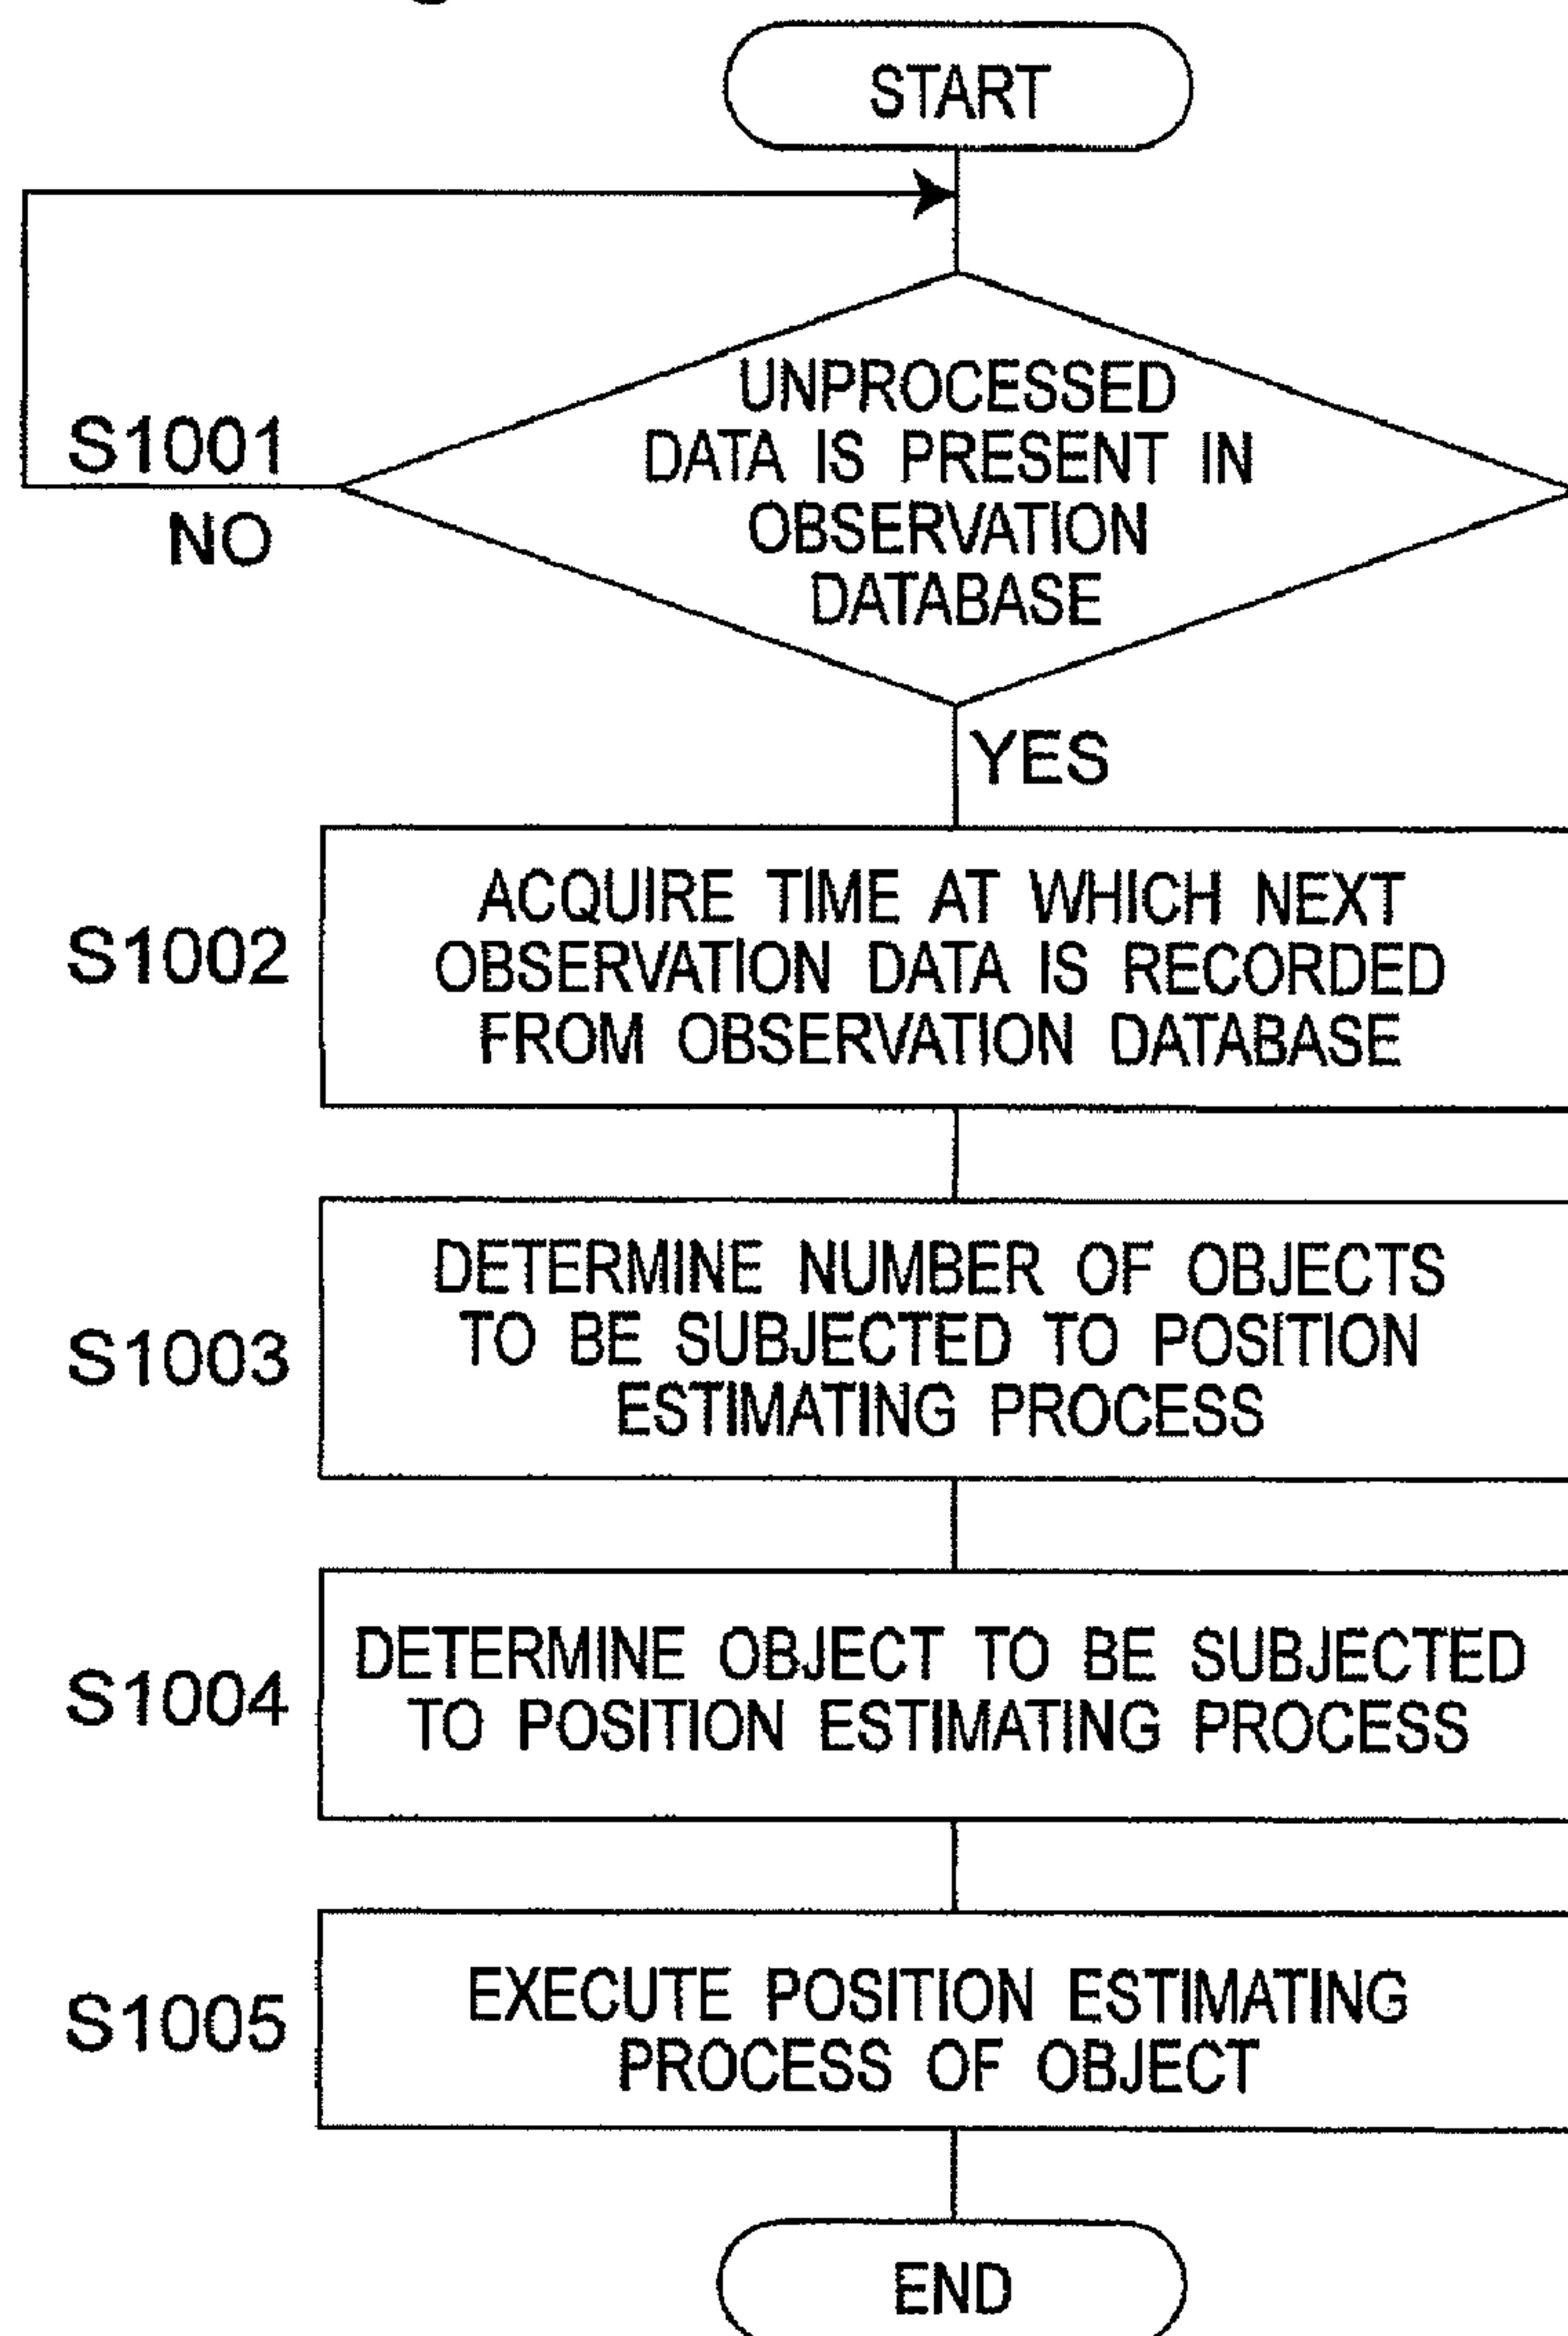 START
UNPROCESSED
DATA IS PRESENT IN
OBSERVATION
DATABASE
S1001
NO
YES
S1002
ACQUIRE TIME AT WHICH NEXT
OBSERVATION DATA IS RECORDED
FROM OBSERVATION DATABASE
S1003
DETERMINE NUMBER OF OBJECTS
TO BE SUBJECTED TO POSITION
ESTIMATING PROCESS
S1004
DETERMINE OBJECT TO BE SUBJECTED
TO POSITION ESTIMATING PROCESS
S1005
EXECUTE POSITION ESTIMATING
PROCESS OF OBJECT
END